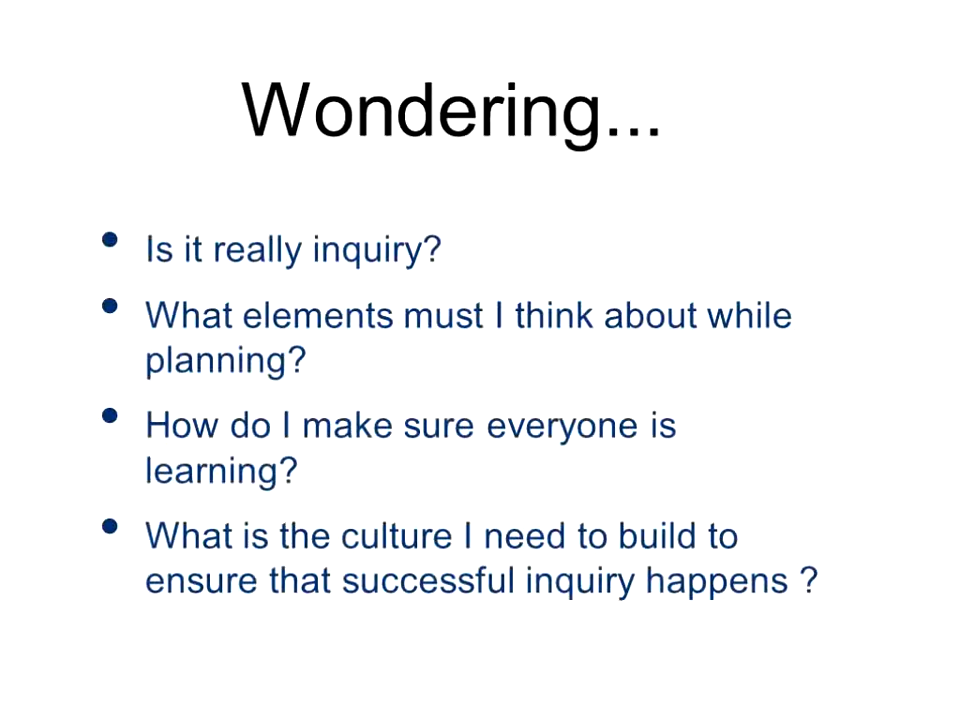 Wondering...
• Is it really inquiry?
• What elements must I think about while
planning?
• How do I make sure everyone is
learning?
• What is the culture I need to build to
ensure that successful inquiry happens ?